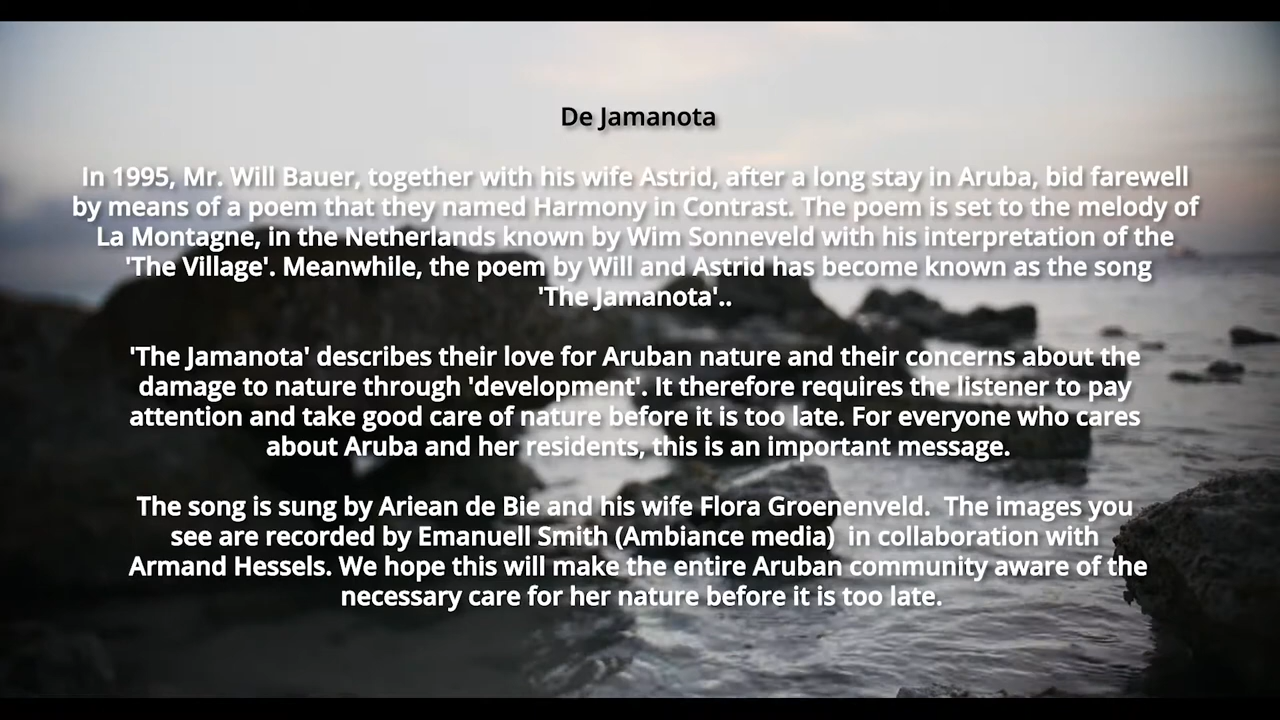 De Jamanota
In 1995, Mr. Will Bauer, together with his wife Astrid, after a long stay in Aruba, bid farewell
by means of a poem that they named Harmony in Contrast. The poem is set to the melody of
La Montagne, in the Netherlands known by Wim Sonneveld with his interpretation of the
'The Village'. Meanwhile, the poem by Will and Astrid has become known as the song
'The Jamanota'..
'The Jamanota' describes their love for Aruban nature and their concerns about the
damage to nature through 'development'. It therefore requires the listener to pay
attention and take good care of nature before it is too late. For everyone who cares
about Aruba and her residents, this is an important message.
The song is sung by Ariean de Bie and his wife Flora Groenenveld.  The images you
see are recorded by Emanuell Smith (Ambiance media)  in collaboration with
Armand Hessels. We hope this will make the entire Aruban community aware of the
necessary care for her nature before it is too late.